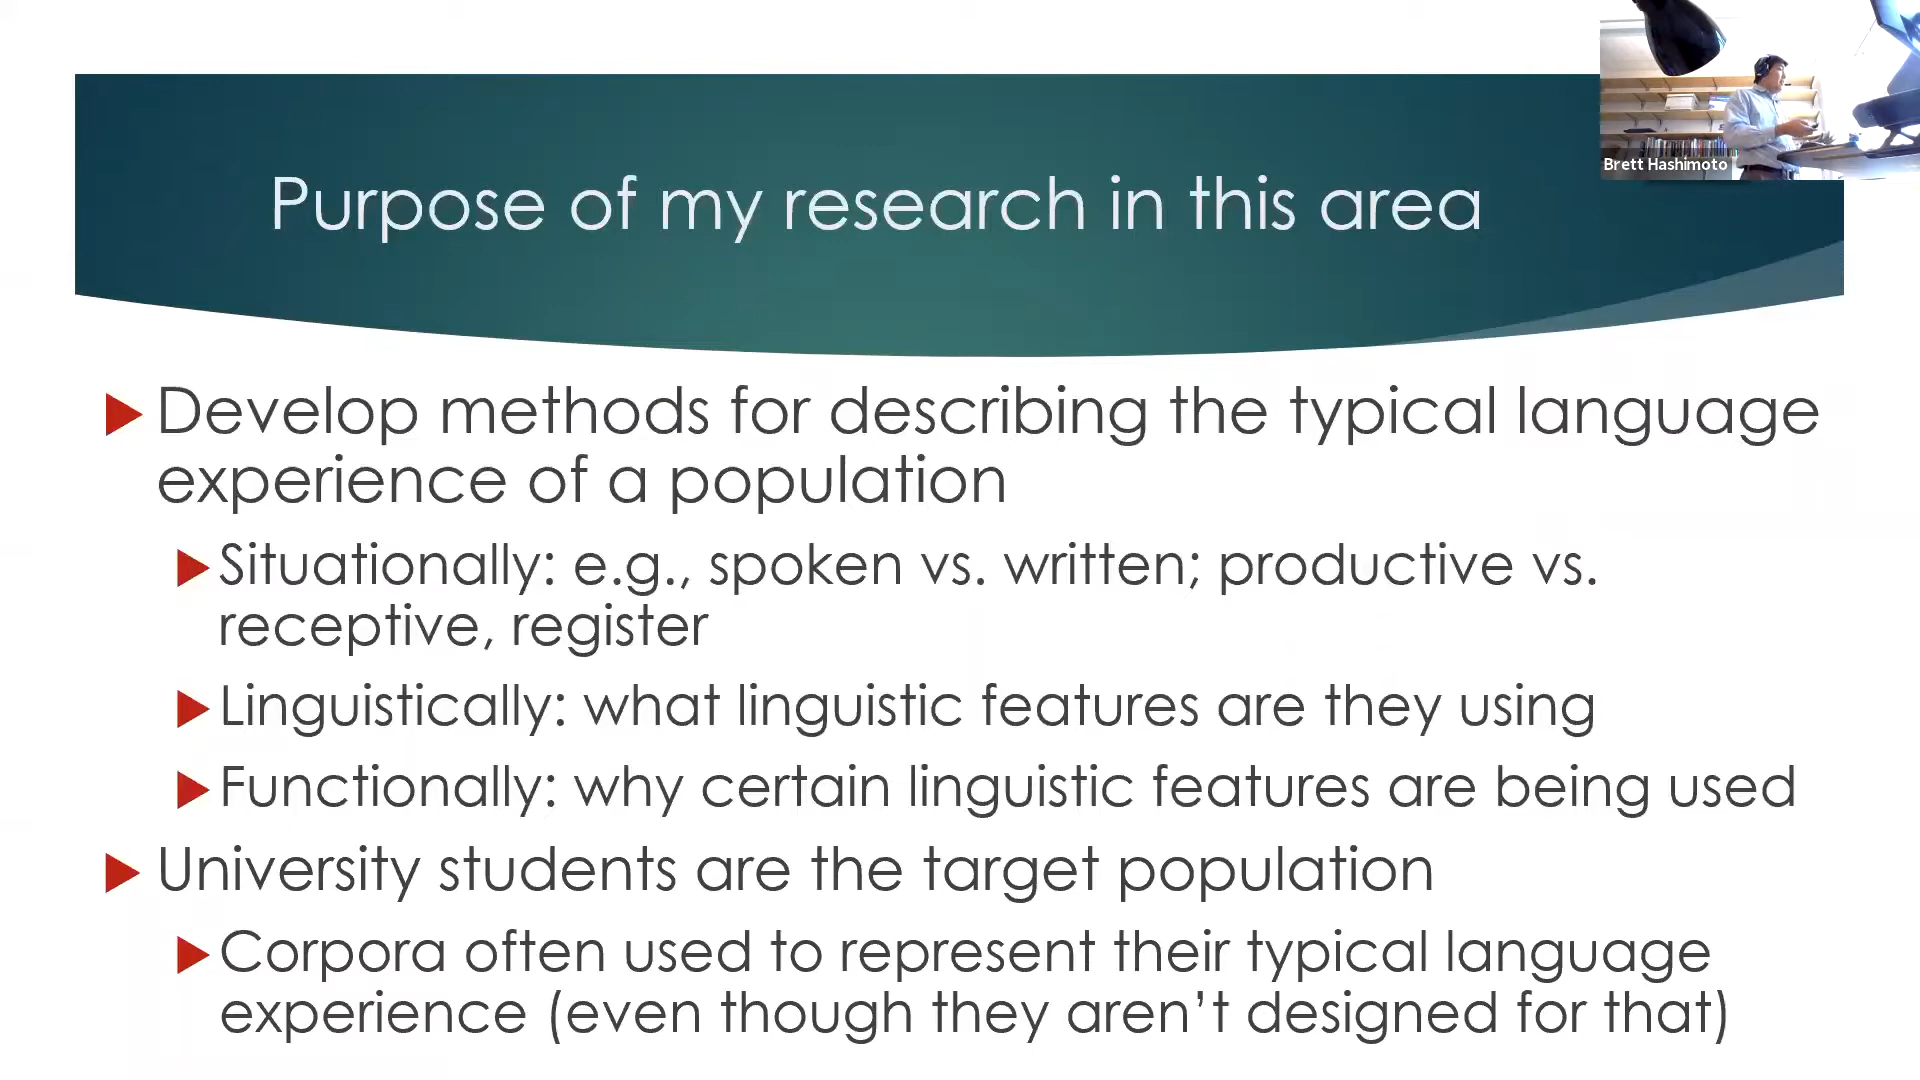 Brett Hashimoto
Purpose of my research in this area
Develop methods for describing the typical language
experience of a population
Situationally: e.g., spoken vs. written; productive vs.
receptive, register
Linguistically: what linguistic features are they using
Functionally: why certain linguistic features are being used
University students are the target population
Corpora often used to represent their typical language
experience (even though they aren’t designed for that)